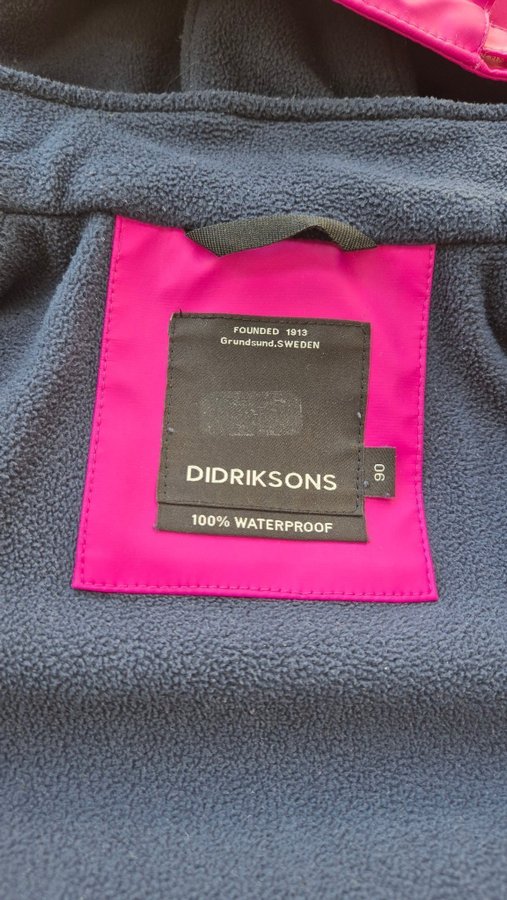 FOUNDED 1913
Grundsund.SWEDEN
DIDRIKSONS
90
100% WATERPROOF